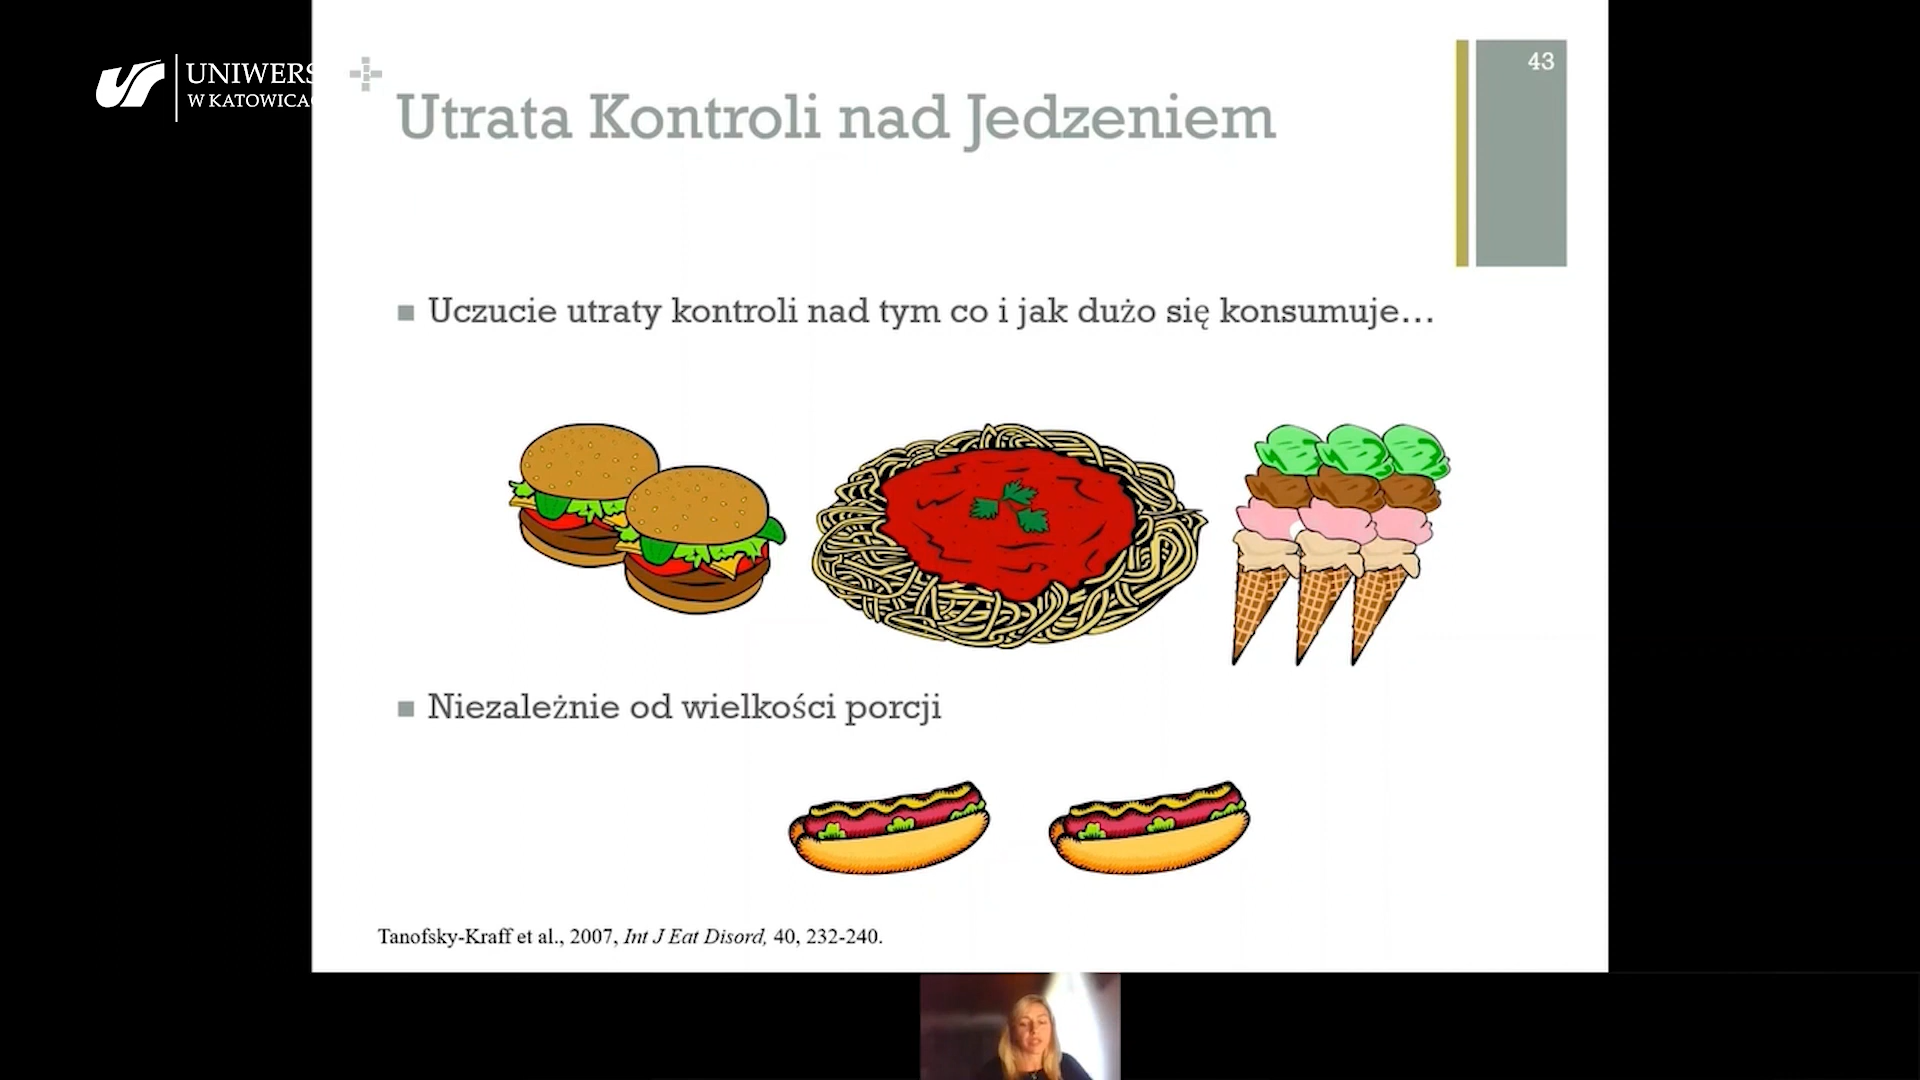 UNIWERS
W KATOWICA
43
Utrata Kontroli nad Jedzeniem
Uczucie utraty kontroli nad tym co i jak dużo się konsumuje...
Niezależnie od wielkości porcji
Tanofsky-Kraff et al., 2007, Int J Eat Disord, 40, 232-240.